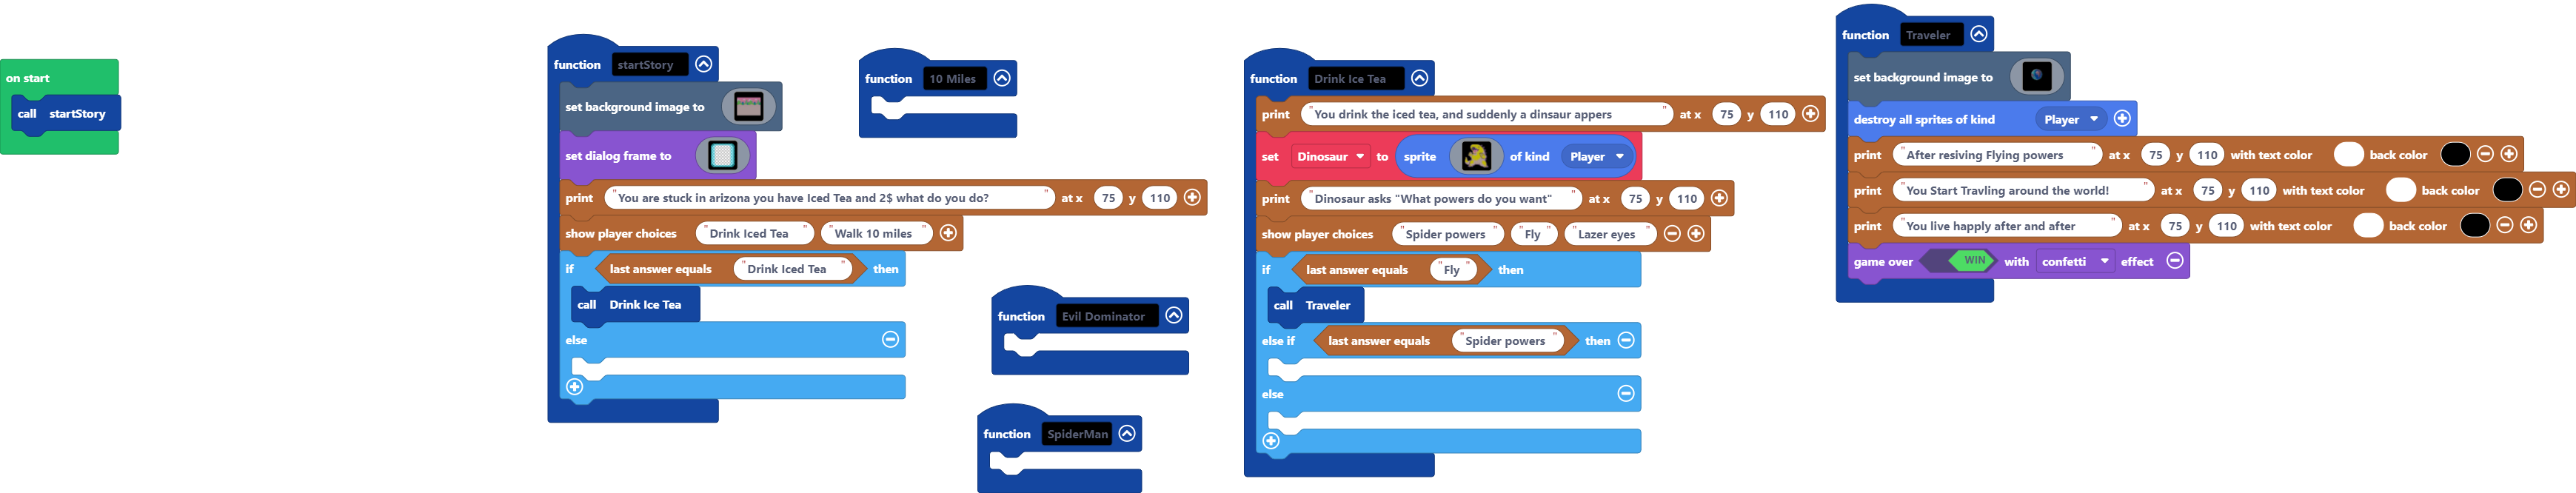 on start
call startStory
function startStory
set background image to
set dialog frame to
print "You are stuck in arizona you have Iced Tea and 2$ what do you do?" at x 75 y 110
show player choices "Drink Iced Tea" "Walk 10 miles"
if last answer equals "Drink Iced Tea" then
call Drink Ice Tea
else
function 10 Miles
function Evil Dominator
function SpiderMan
function Drink Ice Tea
print "You drink the iced tea, and suddenly a dinsaur appers" at x 75 y 110
set Dinosaur to sprite of kind Player
print "Dinosaur asks "What powers do you want"" at x 75 y 110
show player choices "Spider powers" "Fly" "Lazer eyes"
if last answer equals "Fly" then
call Traveler
else if last answer equals "Spider powers" then
else
function Traveler
set background image to
destroy all sprites of kind Player
print "After resiving Flying powers" at x 75 y 110 with text color back color
print "You Start Travling around the world!" at x 75 y 110 with text color back color
print "You live happly after and after" at x 75 y 110 with text color back color
game over WIN with confetti effect